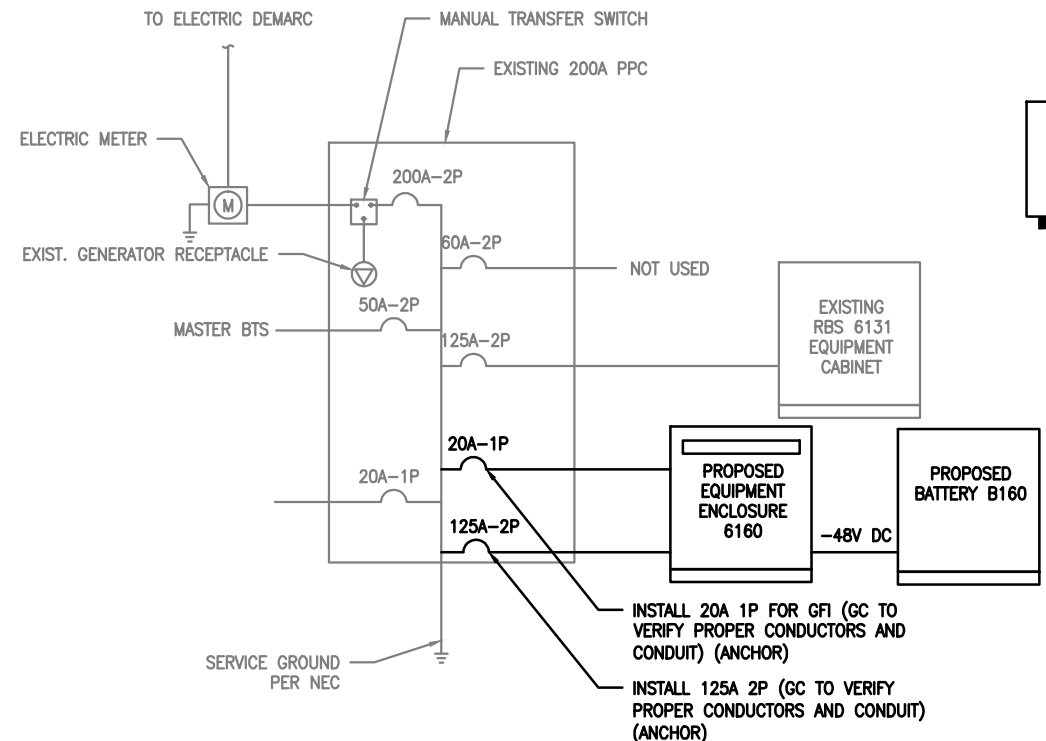 TO ELECTRIC DEMARC
MANUAL TRANSFER SWITCH
EXISTING 200A PPC
ELECTRIC METER
200A-2P
M
60A-2P
EXIST. GENERATOR RECEPTACLE
NOT USED
50A-2P
MASTER BTS
125A-2P
EXISTING
RBS 6131
EQUIPMENT
CABINET
20A-1P
20A-1P
PROPOSED
EQUIPMENT
ENCLOSURE
6160
PROPOSED
BATTERY B160
125A-2P
-48V DC
INSTALL 20A 1P FOR GFI (GC TO
VERIFY PROPER CONDUCTORS AND
CONDUIT) (ANCHOR)
SERVICE GROUND
PER NEC
INSTALL 125A 2P (GC TO VERIFY
PROPER CONDUCTORS AND CONDUIT)
(ANCHOR)